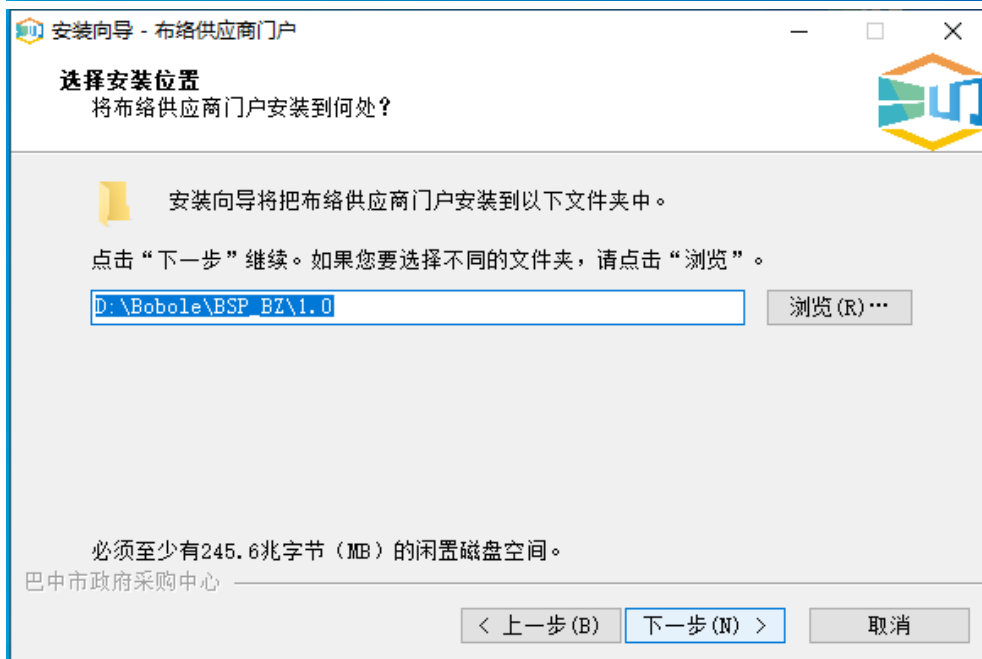 安装向导 - 布络供应商门户
选择安装位置
将布络供应商门户安装到何处?
安装向导将把布络供应商门户安装到以下文件夹中。
点击“下一步”继续。如果您要选择不同的文件夹，请点击“浏览”。
D:\Bobole\BSP_BZ\1.0
浏览(R)…
必须至少有245.6兆字节（MB）的闲置磁盘空间。
巴中市政府采购中心
< 上一步(B)
下一步(N) >
取消